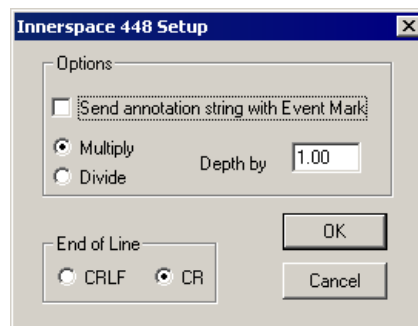 Innerspace 448 Setup
Options
Send annotation string with Event Mark
Multiply
Depth by 1.00
Divide
OK
End of Line
CRLF CR
Cancel